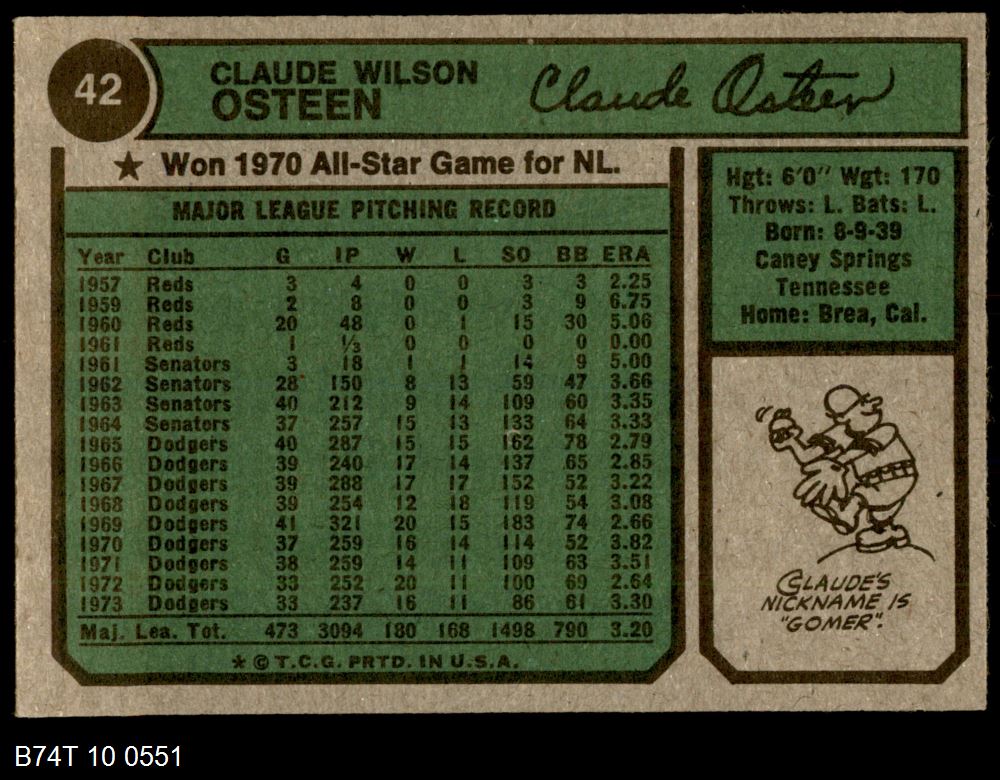 42
CLAUDE WILSON
OSTEEN
Claude Osteen
★ Won 1970 All-Star Game for NL.
MAJOR LEAGUE PITCHING RECORD
Year Club G IP W L SO BB ERA
1957 Reds 3 4 0 0 3 3 2.25
1959 Reds 2 8 0 0 3 9 6.75
1960 Reds 20 48 0 1 15 30 5.06
1961 Reds 1 ⅓ 0 0 0 0 0.00
1961 Senators 3 18 1 1 14 9 5.00
1962 Senators 28 150 8 13 59 47 3.66
1963 Senators 40 212 9 14 109 60 3.35
1964 Senators 37 257 15 13 133 64 3.33
1965 Dodgers 40 287 15 15 162 78 2.79
1966 Dodgers 39 240 17 14 137 65 2.85
1967 Dodgers 39 288 17 17 152 52 3.22
1968 Dodgers 39 254 12 18 119 54 3.08
1969 Dodgers 41 321 20 15 183 74 2.66
1970 Dodgers 37 259 16 14 114 52 3.82
1971 Dodgers 38 259 14 11 109 63 3.51
1972 Dodgers 33 252 20 11 100 69 2.64
1973 Dodgers 33 237 16 11 86 61 3.30
Maj. Lea. Tot. 473 3094 180 168 1498 790 3.20
★ © T.C.G. PRTD. IN U.S.A.
Hgt: 6'0" Wgt: 170
Throws: L. Bats: L.
Born: 8-9-39
Caney Springs
Tennessee
Home: Brea, Cal.
CLAUDE'S
NICKNAME IS
"GOMER".
B74T 10 0551